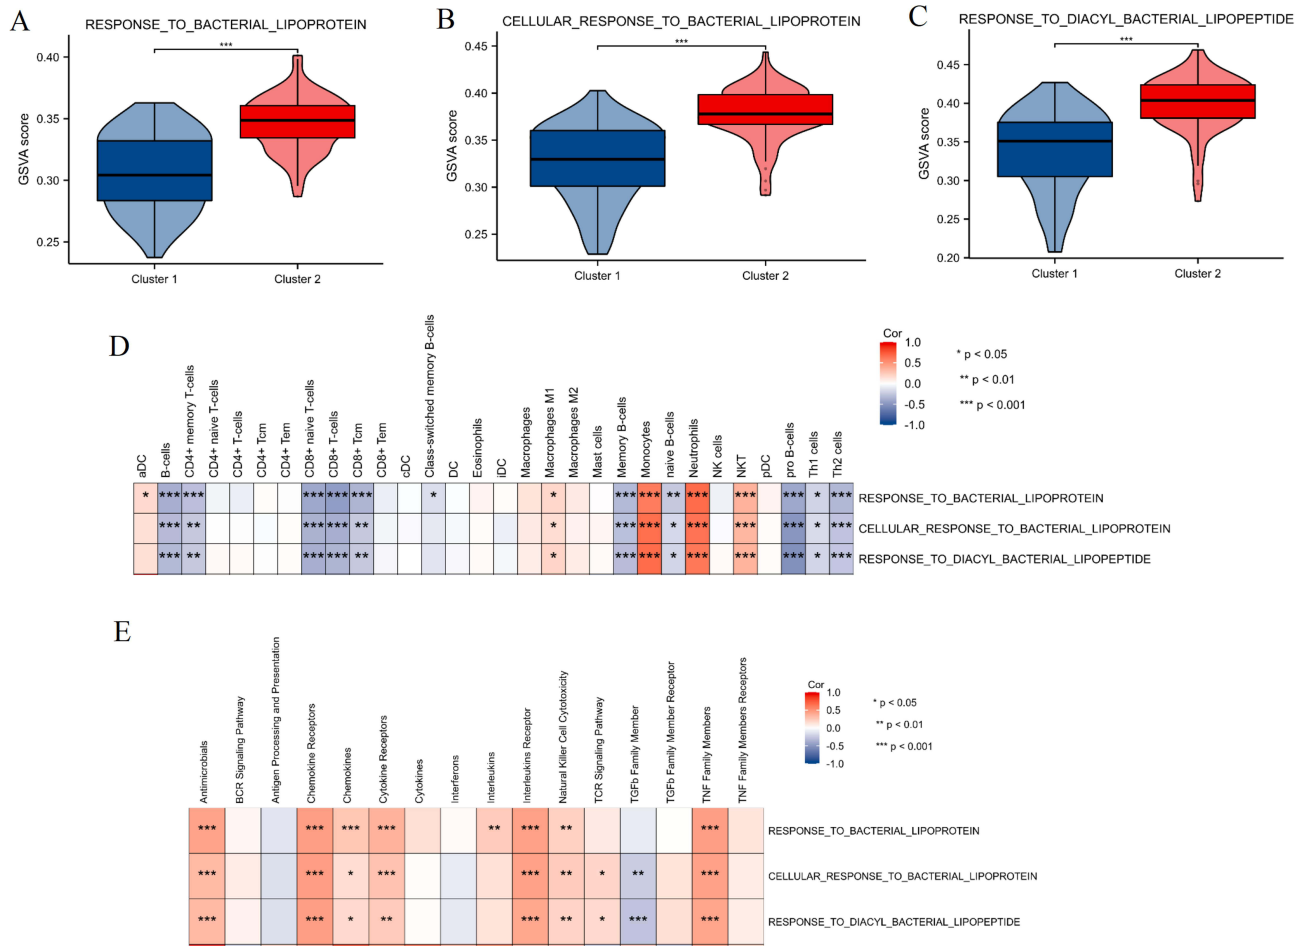 A
RESPONSE_TO_BACTERIAL_LIPOPROTEIN
***
0.40
0.35
0.30
0.25
GSVA score
Cluster 1 Cluster 2
B
CELLULAR_RESPONSE_TO_BACTERIAL_LIPOPROTEIN
***
0.45
0.40
0.35
0.30
0.25
GSVA score
Cluster 1 Cluster 2
C
RESPONSE_TO_DIACYL_BACTERIAL_LIPOPEPTIDE
***
0.45
0.40
0.35
0.30
0.25
0.20
GSVA score
Cluster 1 Cluster 2
D
aDC
B-cells
CD4+ memory T-cells
CD4+ naive T-cells
CD4+ T-cells
CD4+ Tcm
CD4+ Tem
CD8+ naive T-cells
CD8+ T-cells
CD8+ Tcm
CD8+ Tem
cDC
Class-switched memory B-cells
DC
Eosinophils
iDC
Macrophages
Macrophages M1
Macrophages M2
Mast cells
Memory B-cells
Monocytes
naive B-cells
Neutrophils
NK cells
NKT
pDC
pro B-cells
Th1 cells
Th2 cells
* *** *** *** *** *** * * *** *** ** *** *** *** * *** RESPONSE_TO_BACTERIAL_LIPOPROTEIN
*** ** *** *** ** * *** *** * *** *** *** * *** CELLULAR_RESPONSE_TO_BACTERIAL_LIPOPROTEIN
*** ** *** *** ** * *** *** * *** *** *** * *** RESPONSE_TO_DIACYL_BACTERIAL_LIPOPEPTIDE
Cor
1.0
0.5
0.0
-0.5
-1.0
* p < 0.05
** p < 0.01
*** p < 0.001
E
Antimicrobials
BCR Signaling Pathway
Antigen Processing and Presentation
Chemokine Receptors
Chemokines
Cytokine Receptors
Cytokines
Interferons
Interleukins
Interleukins Receptor
Natural Killer Cell Cytotoxicity
TCR Signaling Pathway
TGFb Family Member
TGFb Family Member Receptor
TNF Family Members
TNF Family Members Receptors
*** *** *** *** ** *** ** *** RESPONSE_TO_BACTERIAL_LIPOPROTEIN
*** *** * *** *** ** * ** *** CELLULAR_RESPONSE_TO_BACTERIAL_LIPOPROTEIN
*** *** * ** *** ** * *** *** RESPONSE_TO_DIACYL_BACTERIAL_LIPOPEPTIDE
Cor
1.0
0.5
0.0
-0.5
-1.0
* p < 0.05
** p < 0.01
*** p < 0.001